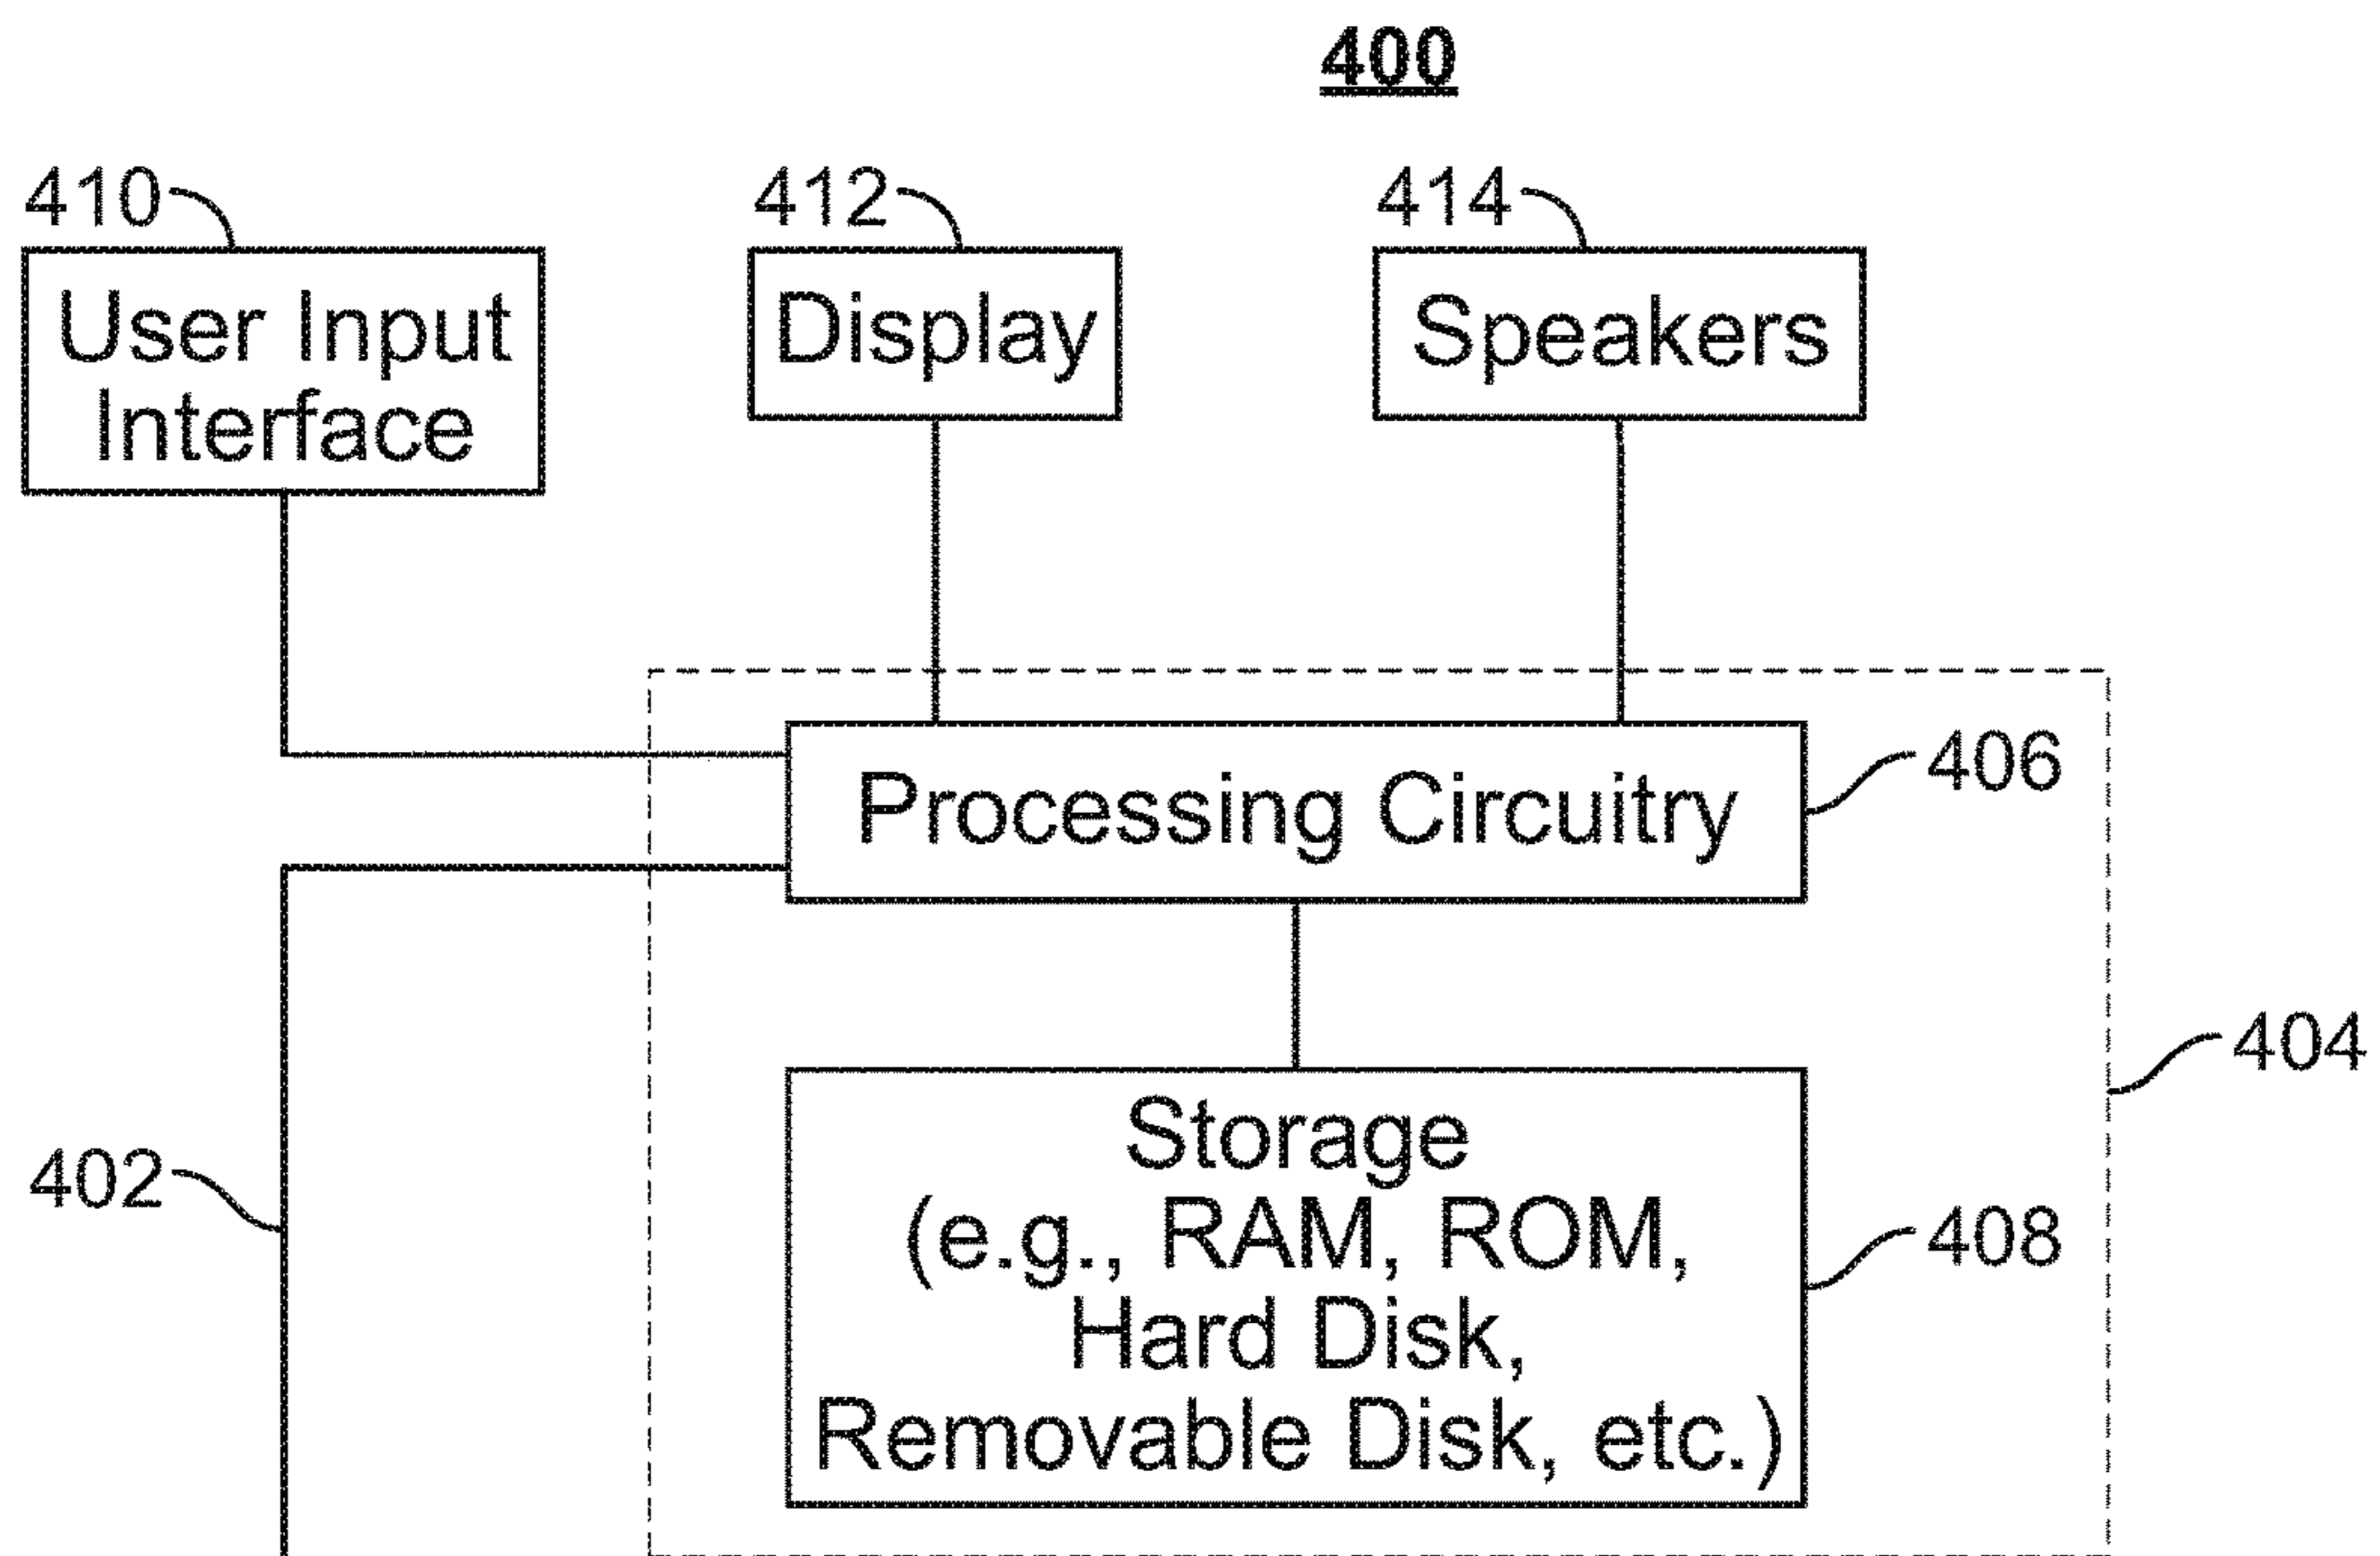 400
410
412
414
User Input
Interface
Display
Speakers
Processing Circuitry
406
404
402
Storage
(e.g., RAM, ROM,
Hard Disk,
Removable Disk, etc.)
408